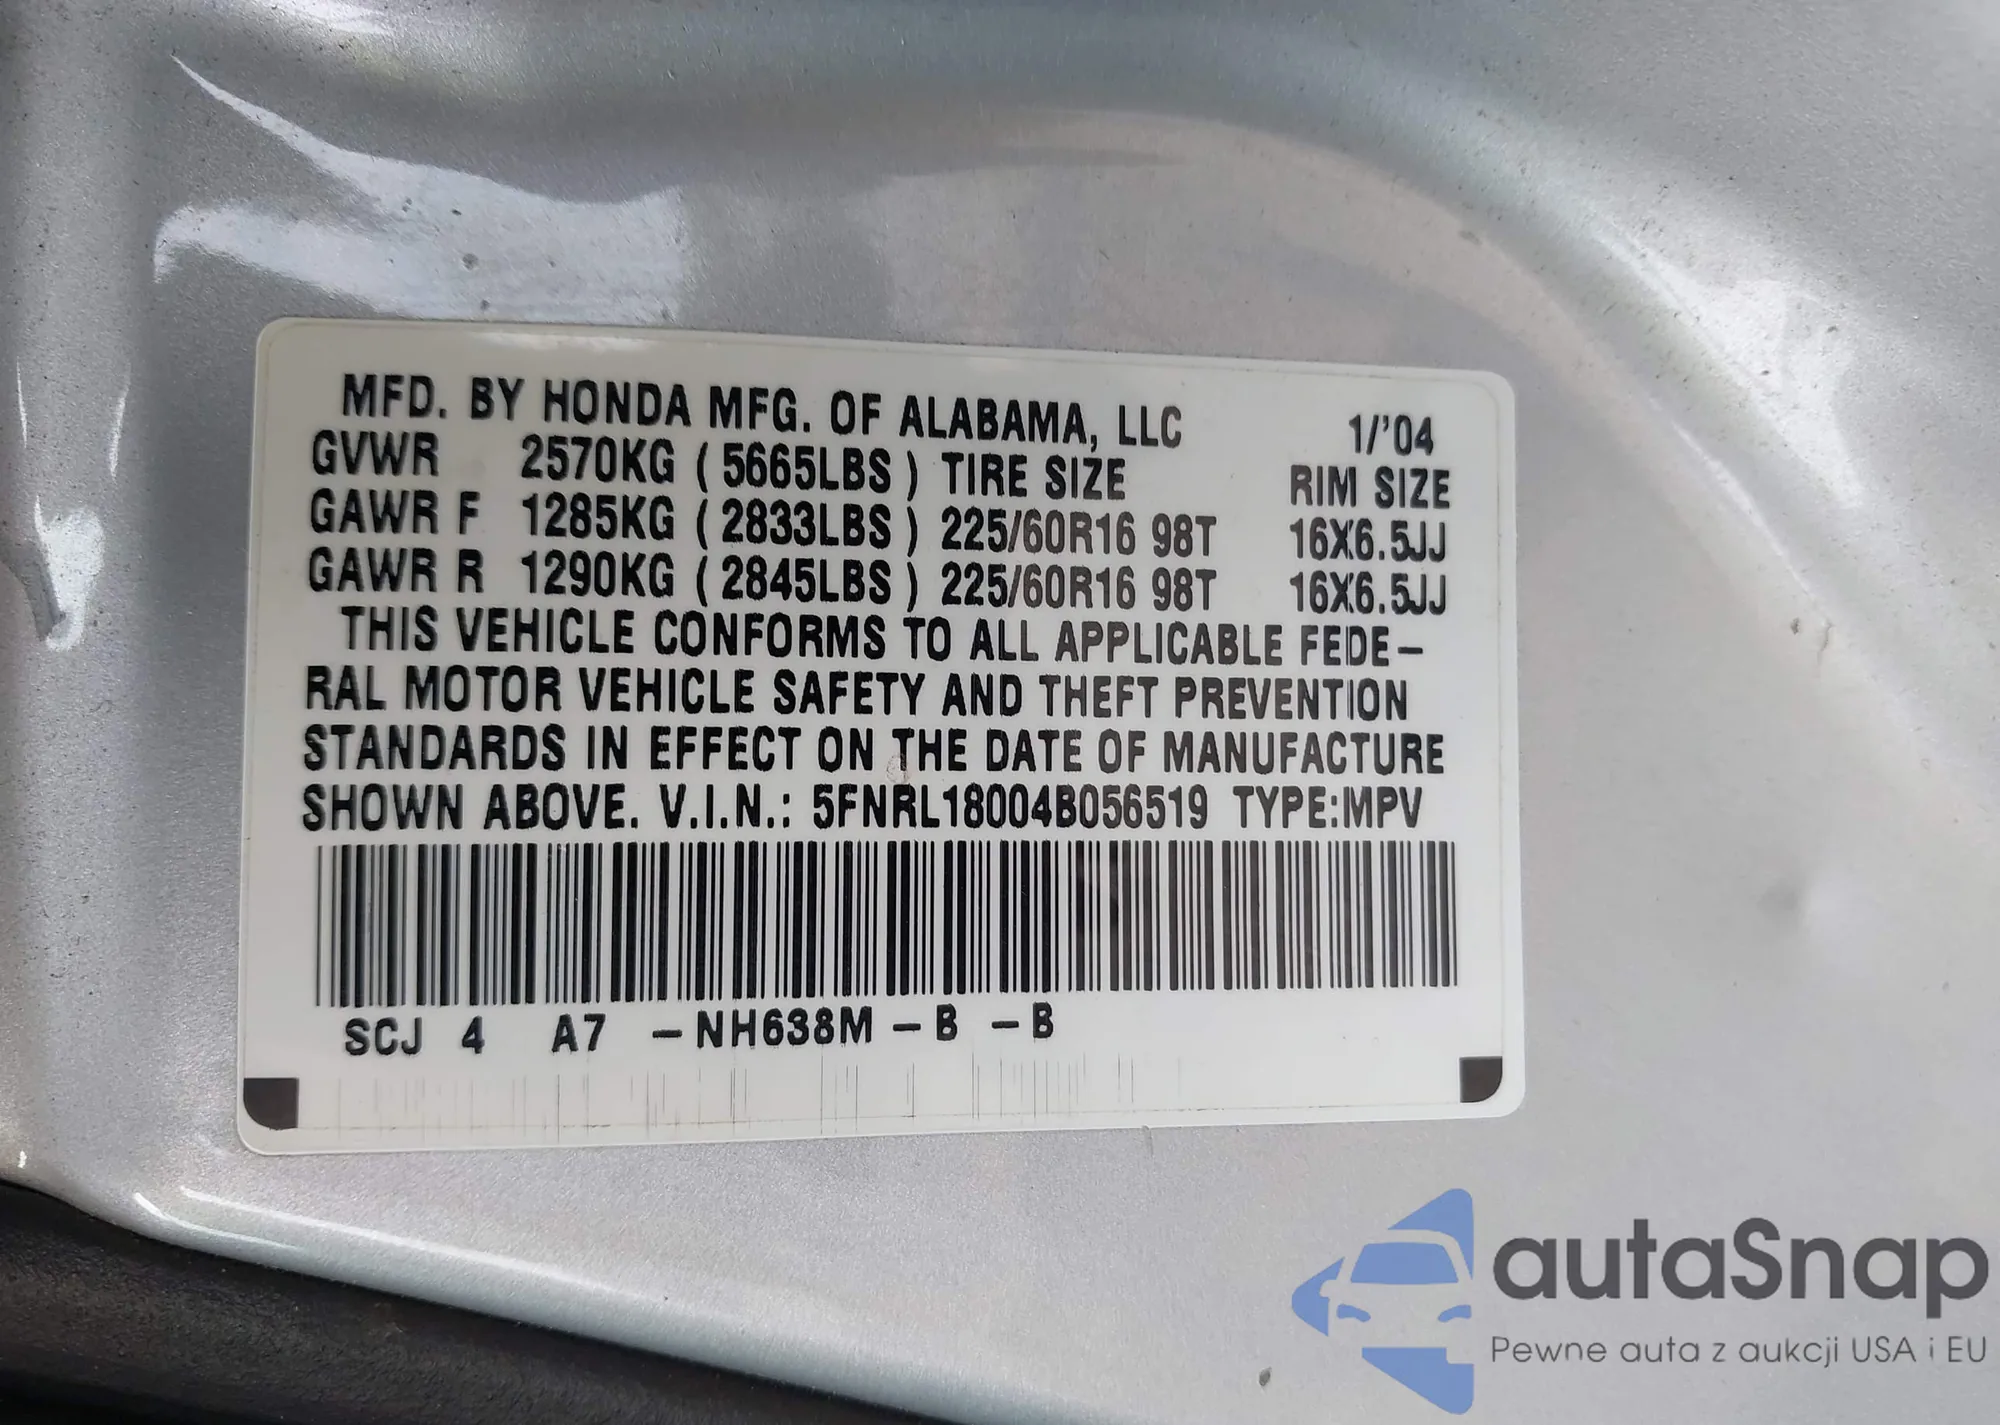 MFD. BY HONDA MFG. OF ALABAMA, LLC 1/'04
GVWR 2570KG (5665LBS) TIRE SIZE RIM SIZE
GAWR F 1285KG (2833LBS) 225/60R16 98T 16X6.5JJ
GAWR R 1290KG (2845LBS) 225/60R16 98T 16X6.5JJ
THIS VEHICLE CONFORMS TO ALL APPLICABLE FEDE-
RAL MOTOR VEHICLE SAFETY AND THEFT PREVENTION
STANDARDS IN EFFECT ON THE DATE OF MANUFACTURE
SHOWN ABOVE. V.I.N.: 5FNRL18004B056519 TYPE:MPV
SCJ 4 A7 -NH638M -B -B
autaSnap
Pewne auta z aukcji USA i EU